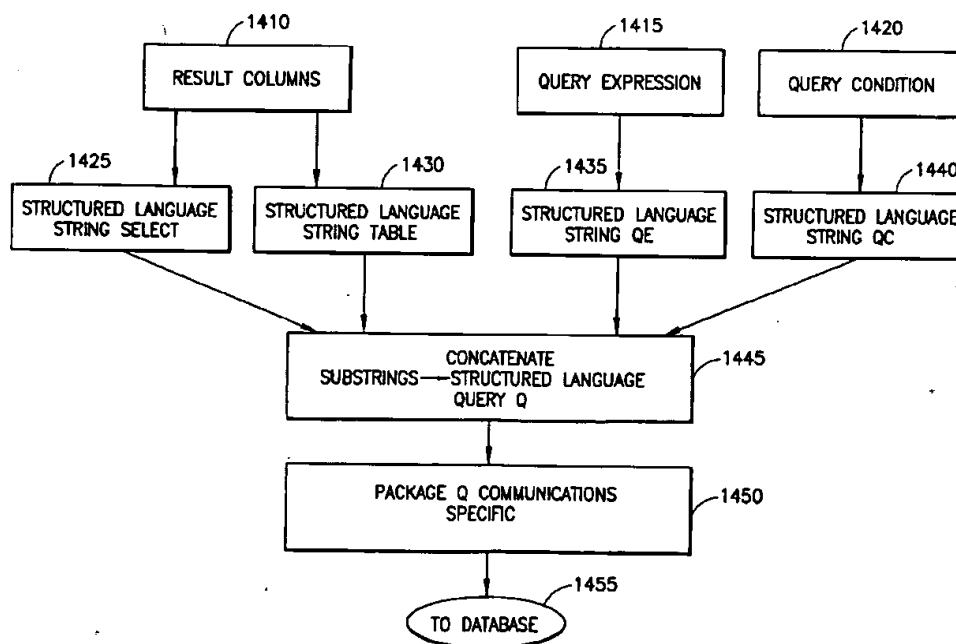 1410
1415
1420
RESULT COLUMNS
QUERY EXPRESSION
QUERY CONDITION
1425
1430
1435
1440
STRUCTURED LANGUAGE
STRING SELECT
STRUCTURED LANGUAGE
STRING TABLE
STRUCTURED LANGUAGE
STRING QE
STRUCTURED LANGUAGE
STRING QC
CONCATENATE
SUBSTRINGS → STRUCTURED LANGUAGE
QUERY Q
1445
PACKAGE Q COMMUNICATIONS
SPECIFIC
1450
1455
TO DATABASE